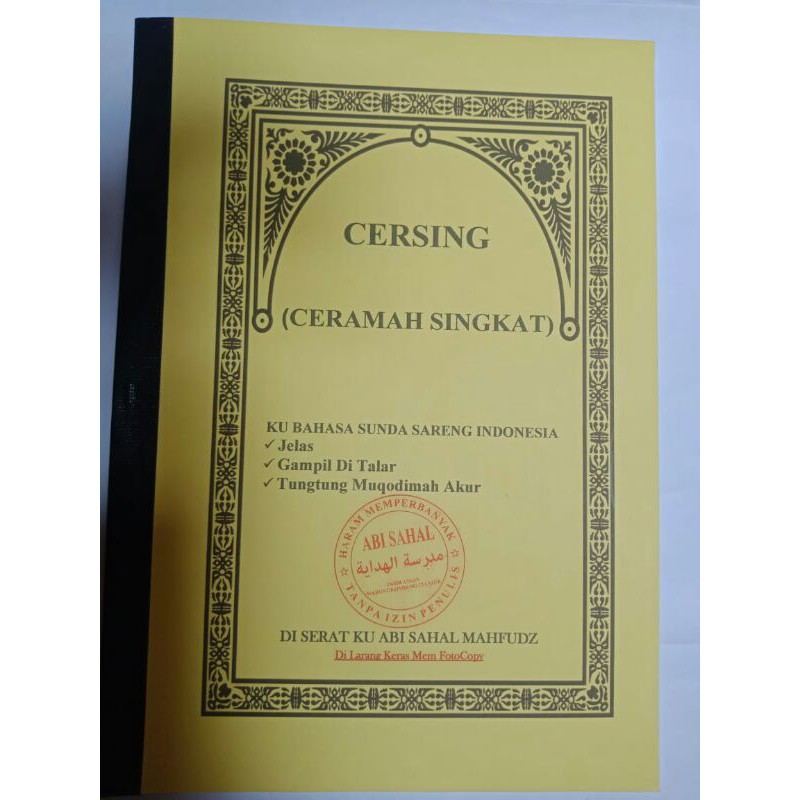 CERSING
(CERAMAH SINGKAT)
KU BAHASA SUNDA SARENG INDONESIA
✓ Jelas
✓ Gampil Di Talar
✓ Tungtung Muqodimah Akur
HARAM MEMPERBANYAK
ABI SAHAL
مدرسة الهداية
TANPA IZIN PENULIS
DI SERAT KU ABI SAHAL MAHFUDZ
Di Larang Keras Mem FotoCopy